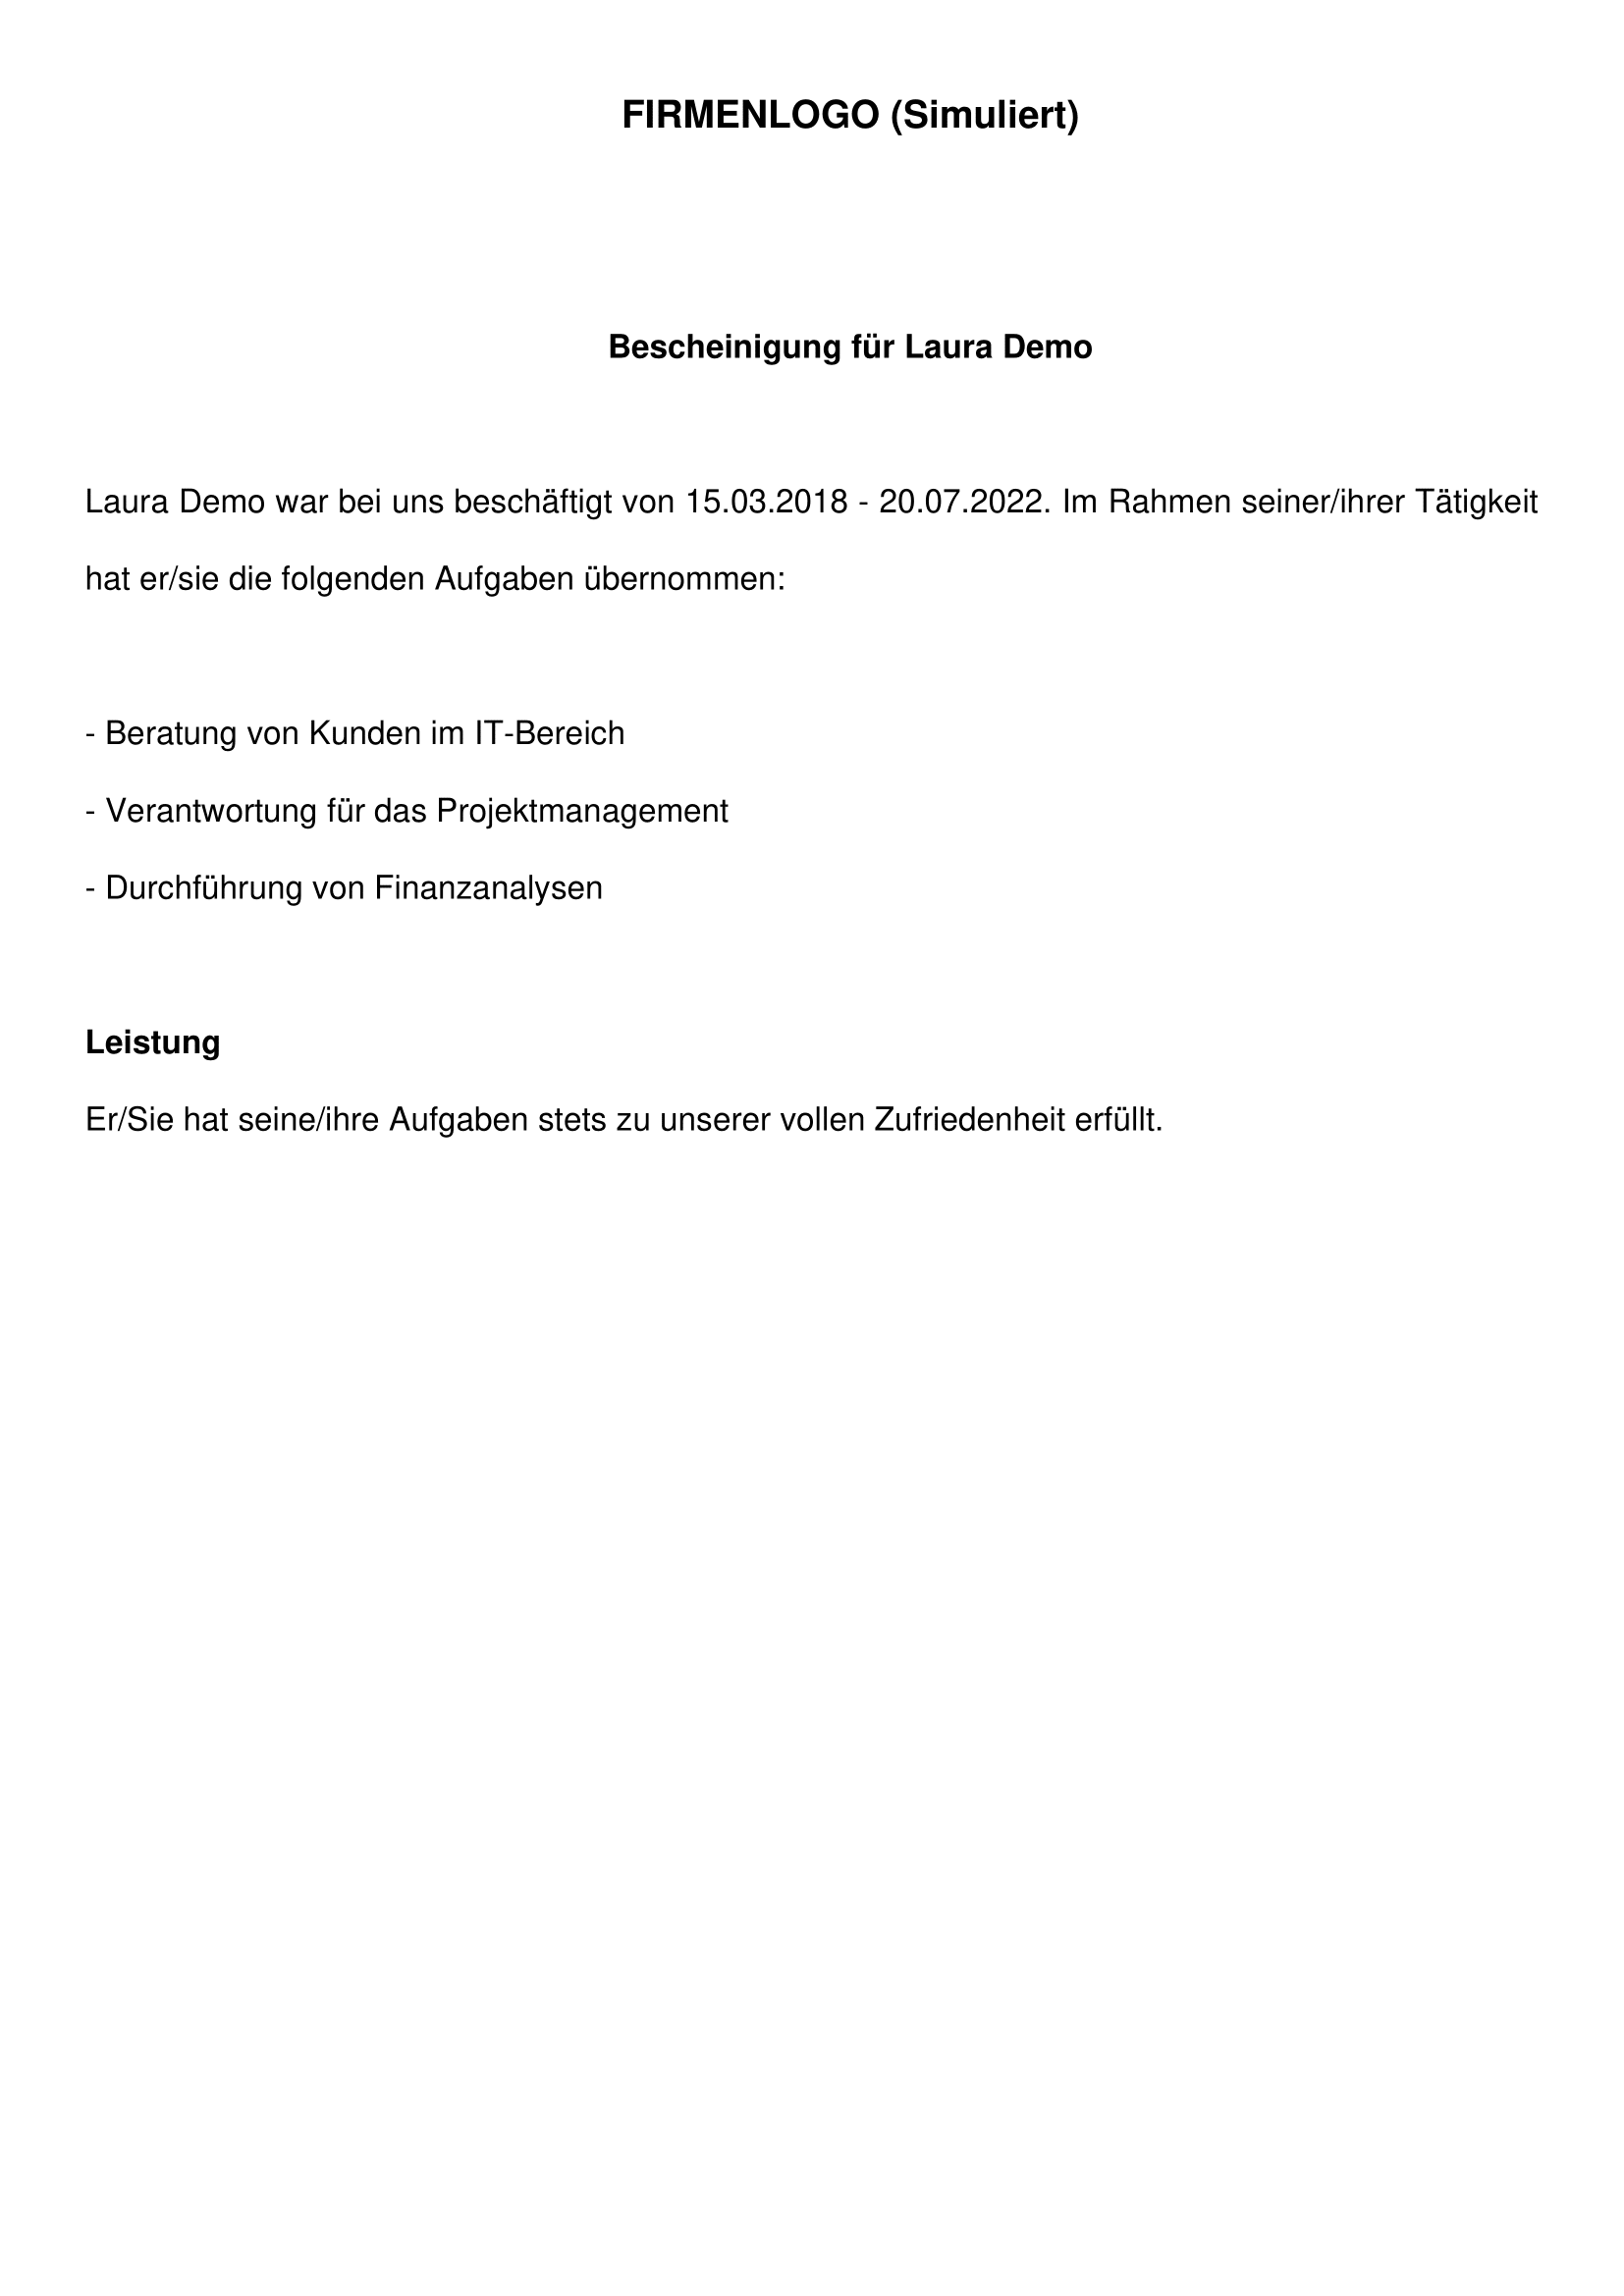 FIRMENLOGO (Simuliert)
Bescheinigung für Laura Demo
Laura Demo war bei uns beschäftigt von 15.03.2018 - 20.07.2022. Im Rahmen seiner/ihrer Tätigkeit
hat er/sie die folgenden Aufgaben übernommen:
- Beratung von Kunden im IT-Bereich
- Verantwortung für das Projektmanagement
- Durchführung von Finanzanalysen
Leistung
Er/Sie hat seine/ihre Aufgaben stets zu unserer vollen Zufriedenheit erfüllt.